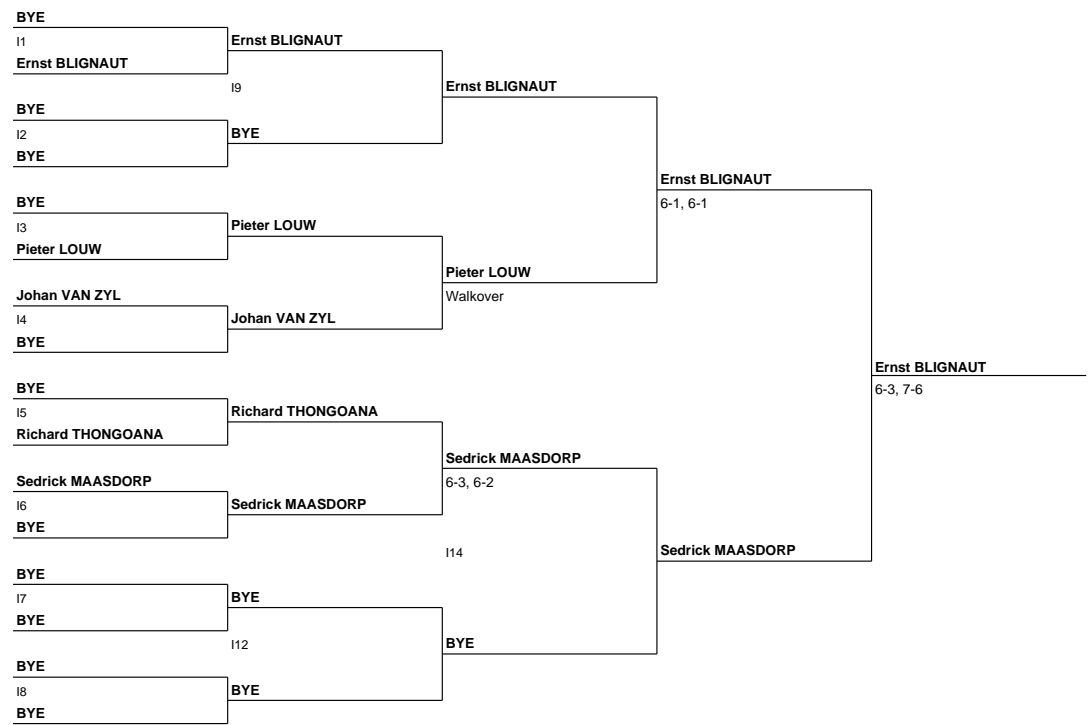 BYE
I1
Ernst BLIGNAUT
BYE
I2
BYE
BYE
I3
Pieter LOUW
Johan VAN ZYL
I4
BYE
BYE
I5
Richard THONGOANA
Sedrick MAASDORP
I6
BYE
BYE
I7
BYE
BYE
I8
BYE
Ernst BLIGNAUT
I9
BYE
Pieter LOUW
Johan VAN ZYL
Richard THONGOANA
Sedrick MAASDORP
BYE
I12
BYE
Ernst BLIGNAUT
Pieter LOUW
Walkover
Sedrick MAASDORP
6-3, 6-2
I14
BYE
Ernst BLIGNAUT
6-1, 6-1
Sedrick MAASDORP
Ernst BLIGNAUT
6-3, 7-6